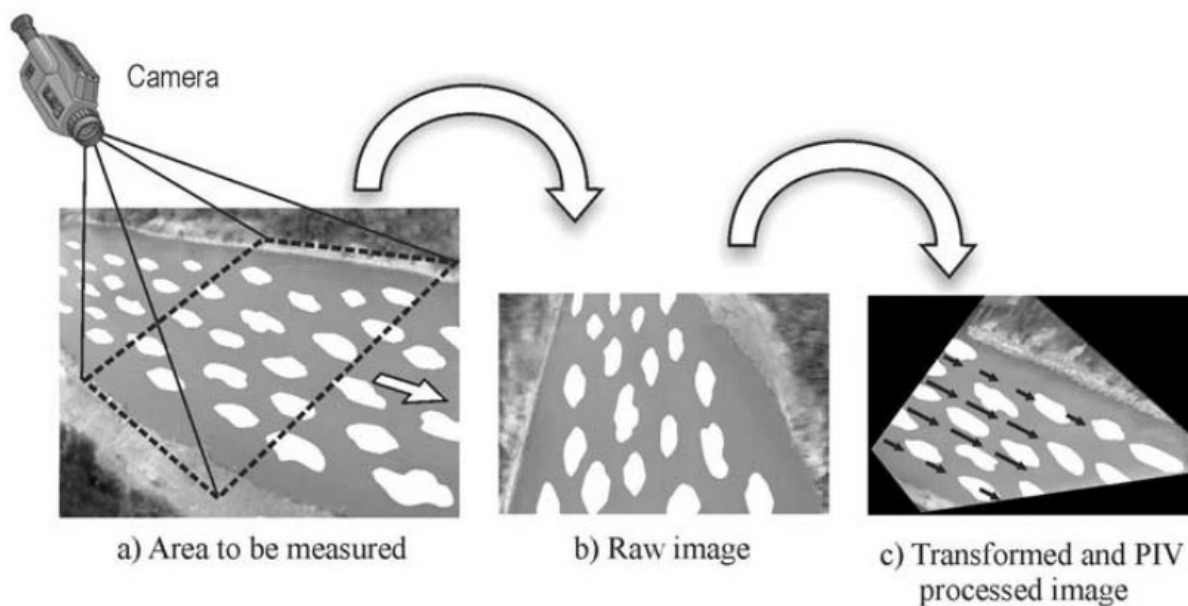 Camera
a) Area to be measured
b) Raw image
c) Transformed and PIV
processed image